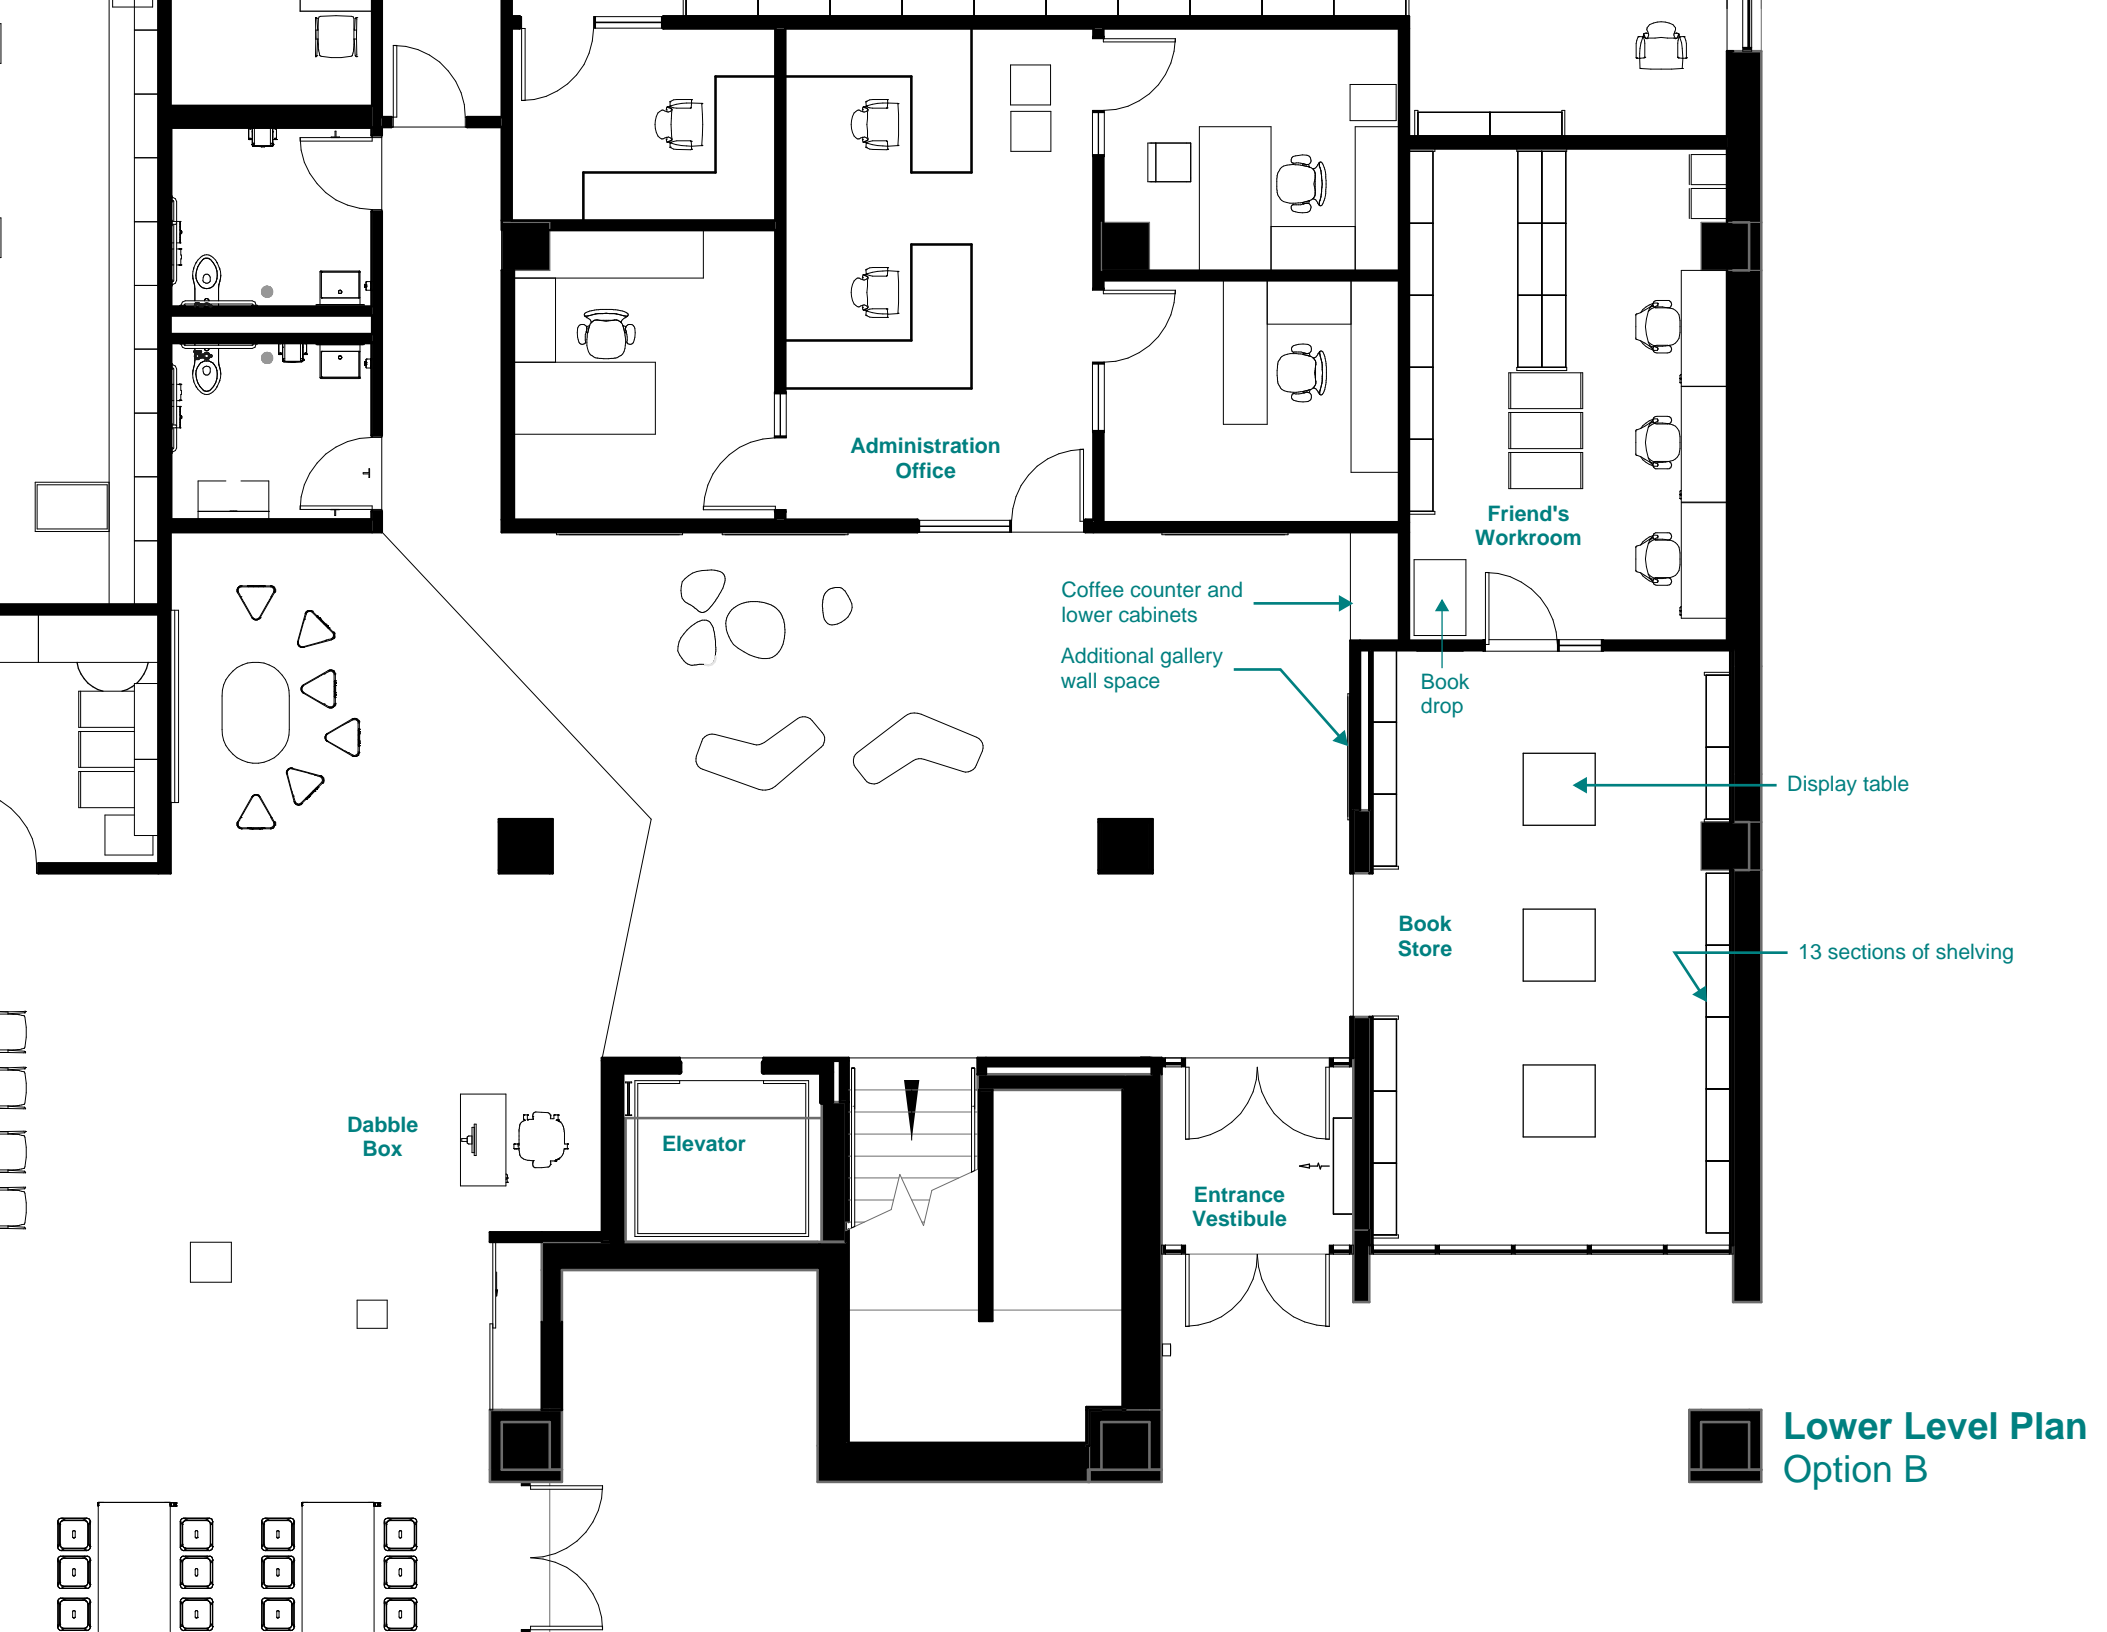 Administration
Office
Friend's
Workroom
Coffee counter and
lower cabinets
Additional gallery
wall space
Book
drop
Display table
Book
Store
13 sections of shelving
Dabble
Box
Elevator
Entrance
Vestibule
Lower Level Plan
Option B